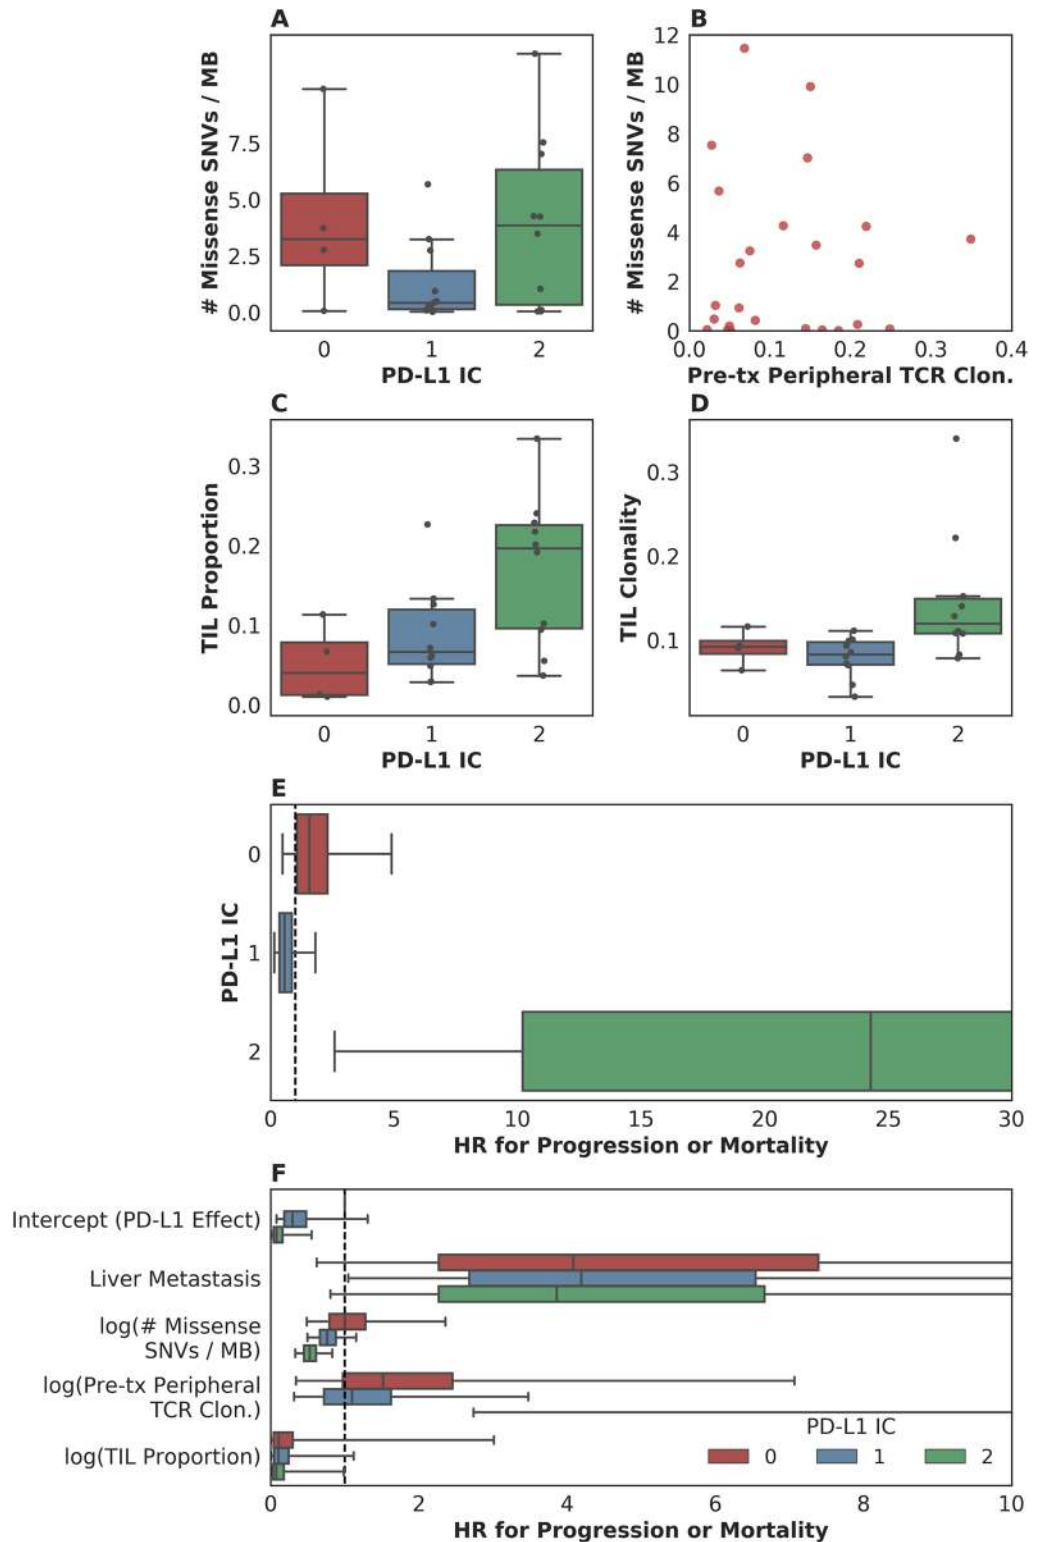 A
# Missense SNVs / MB
7.5
5.0
2.5
0.0
0 1 2
PD-L1 IC
B
# Missense SNVs / MB
12
10
8
6
4
2
0
0.0 0.1 0.2 0.3 0.4
Pre-tx Peripheral TCR Clon.
C
TIL Proportion
0.3
0.2
0.1
0.0
0 1 2
PD-L1 IC
D
TIL Clonality
0.3
0.2
0.1
0 1 2
PD-L1 IC
E
PD-L1 IC
0
1
2
0 5 10 15 20 25 30
HR for Progression or Mortality
F
Intercept (PD-L1 Effect)
Liver Metastasis
log(# Missense
SNVs / MB)
log(Pre-tx Peripheral
TCR Clon.)
log(TIL Proportion)
PD-L1 IC
0 1 2
0 2 4 6 8 10
HR for Progression or Mortality